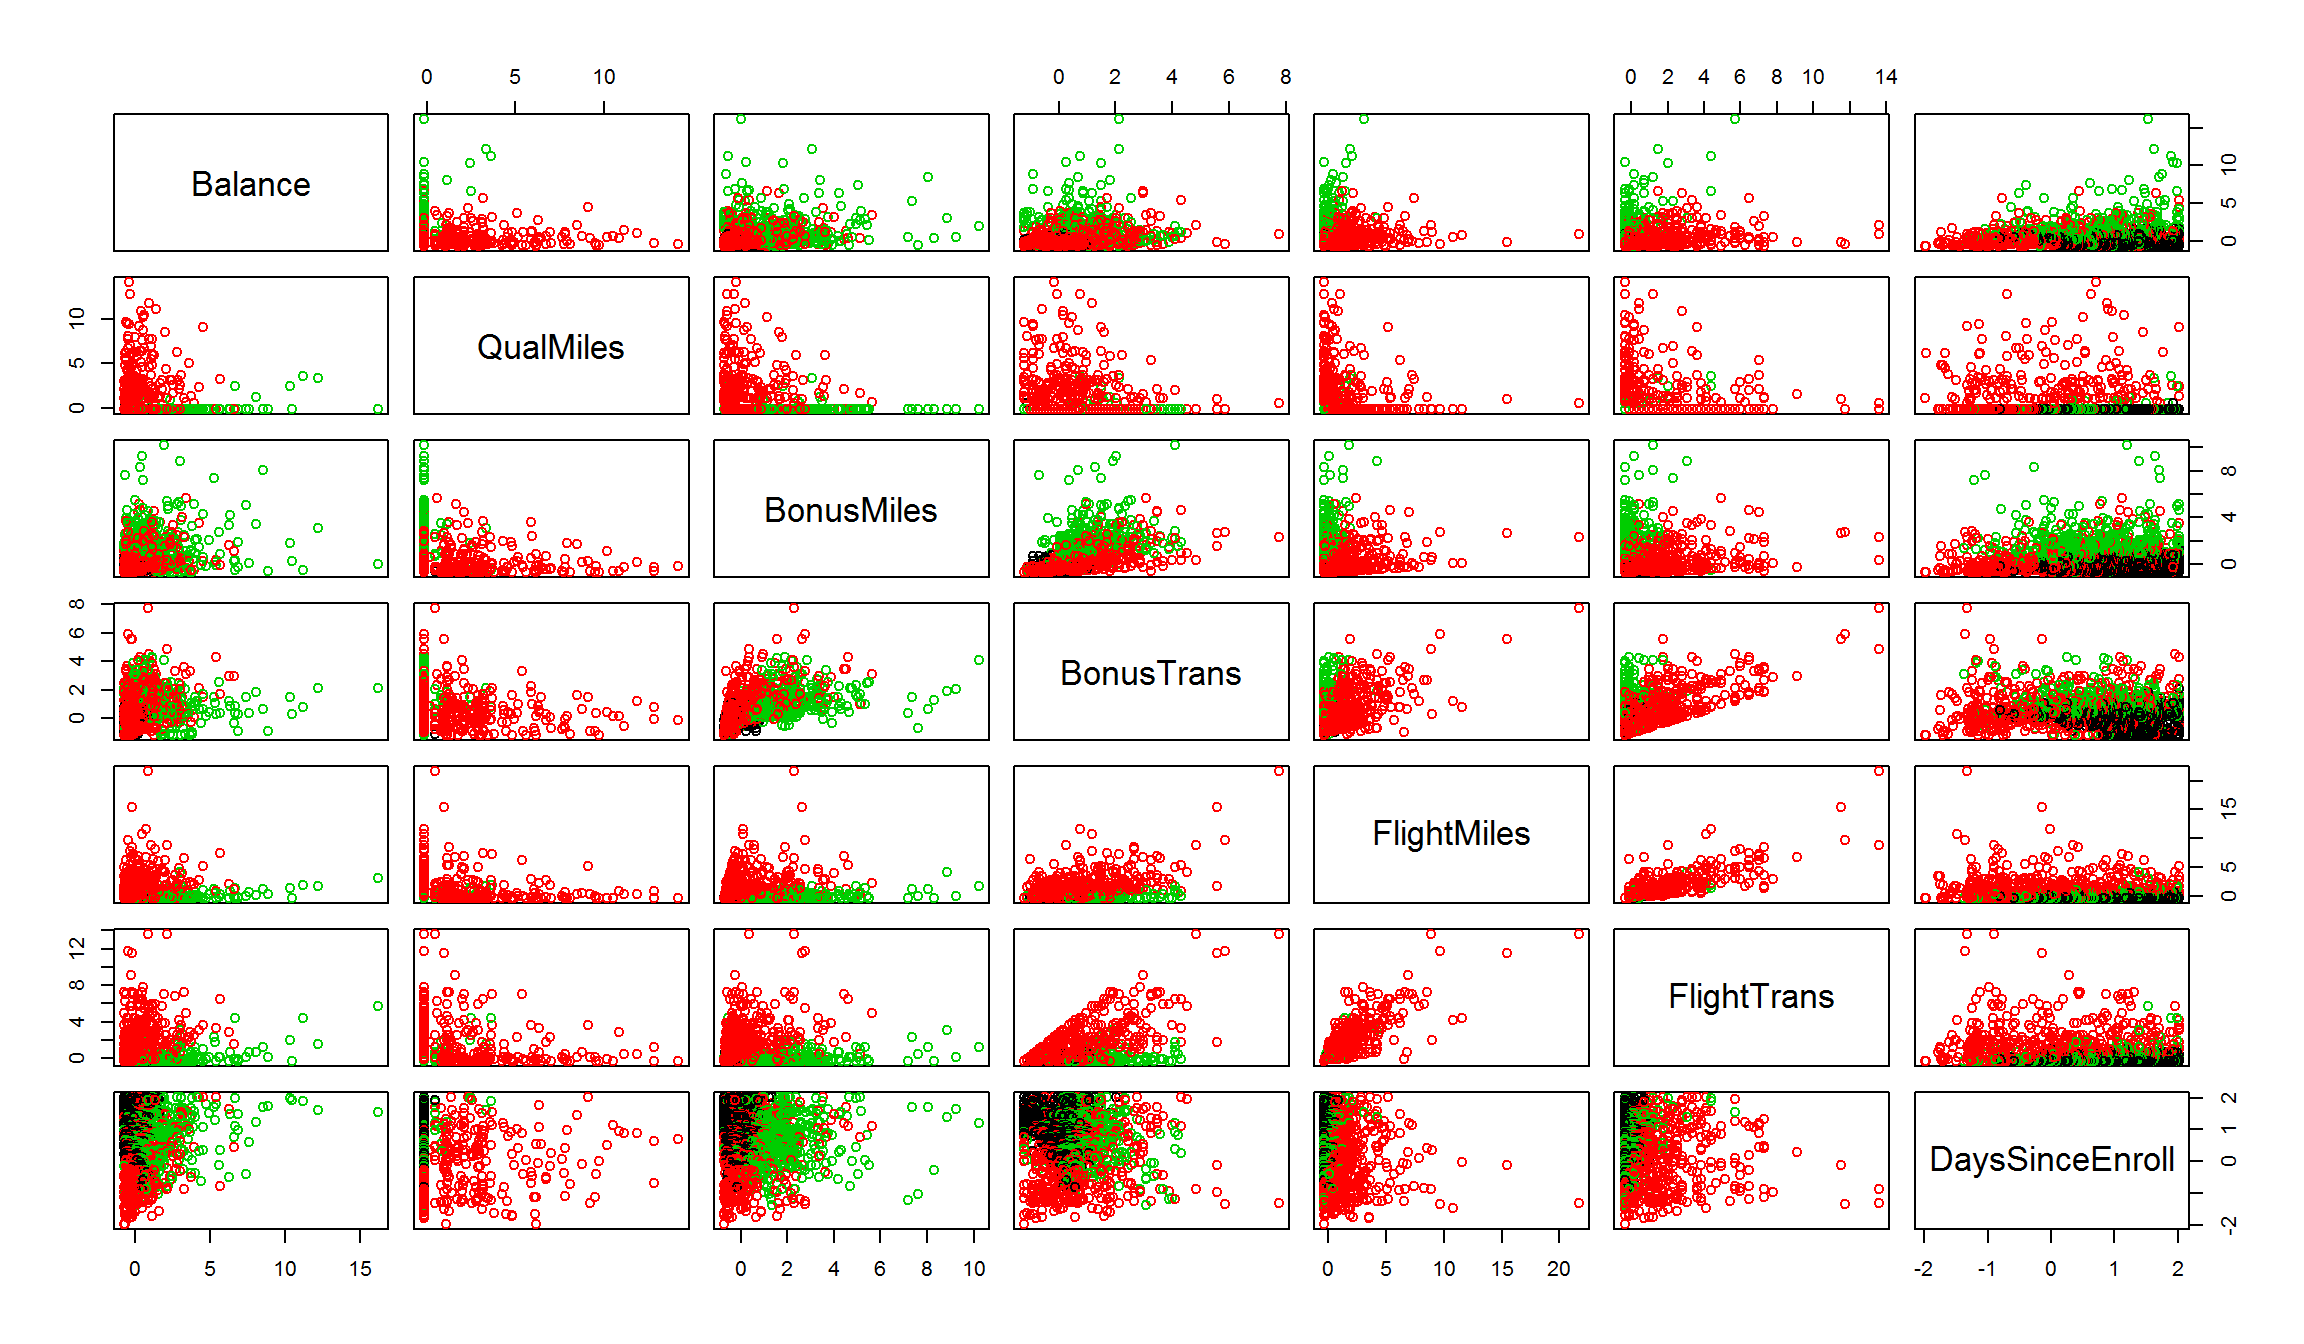 0 5 10
0 2 4 6 8
0 2 4 6 8 10 14
Balance
0 5 10
0 5 10
QualMiles
BonusMiles
0 4 8
0 2 4 6 8
BonusTrans
FlightMiles
0 5 15
0 4 8 12
FlightTrans
DaysSinceEnroll
-2 0 1 2
0 5 10 15
0 2 4 6 8 10
0 5 10 15 20
-2 -1 0 1 2